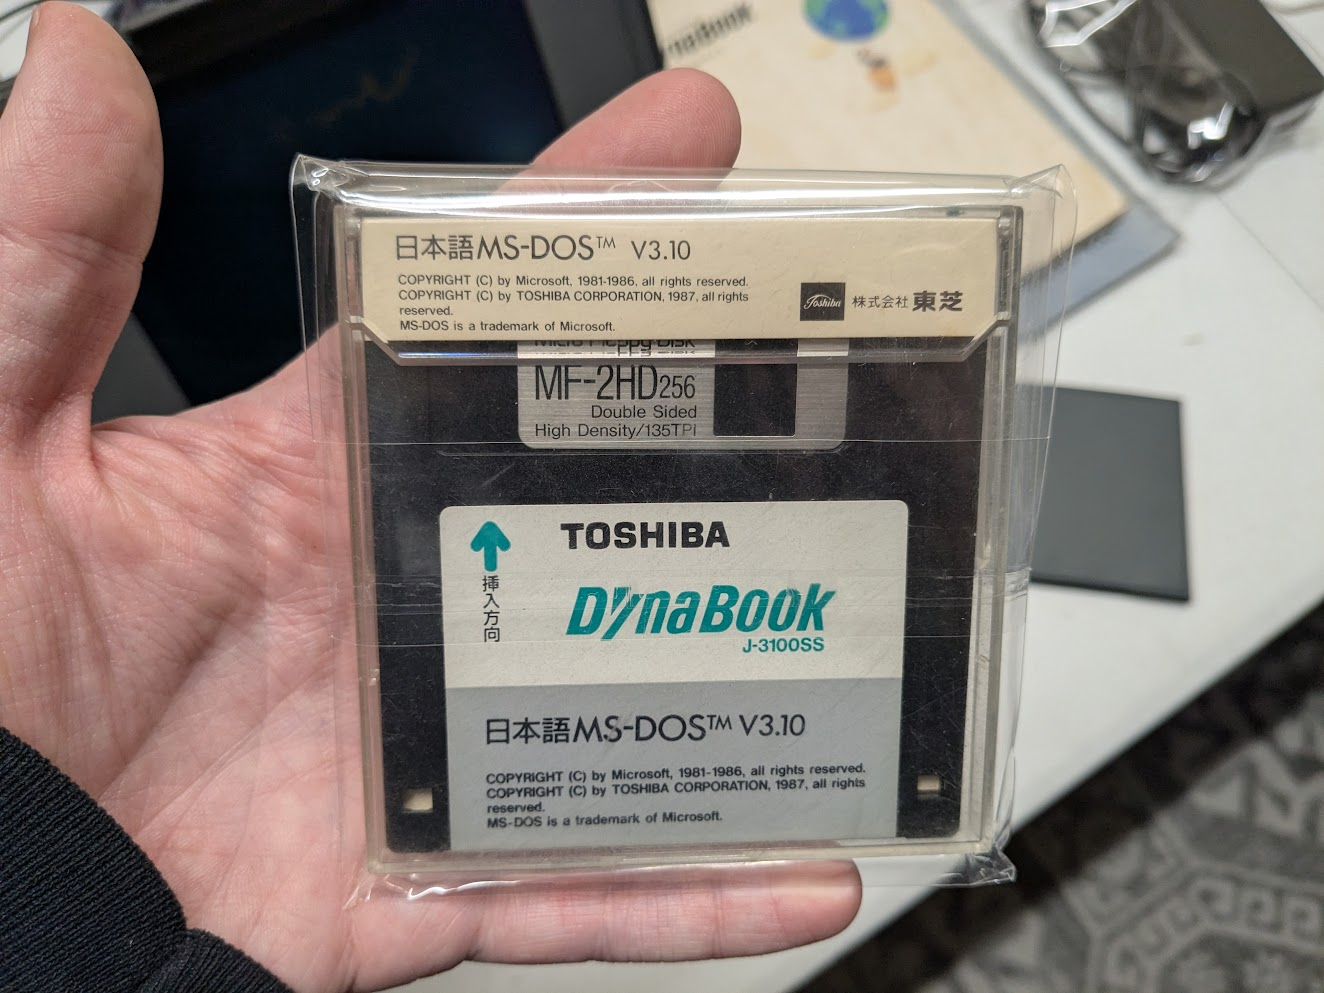 naBook
日本語MS-DOS™ V3.10
COPYRIGHT (C) by Microsoft, 1981-1986, all rights reserved.
COPYRIGHT (C) by TOSHIBA CORPORATION, 1987, all rights
reserved.
MS-DOS is a trademark of Microsoft.
Toshiba 株式会社 東芝
Micro Floppy Disk
MF-2HD256
Double Sided
High Density/135TPI
TOSHIBA
挿入方向
DynaBook
J-3100SS
日本語MS-DOS™ V3.10
COPYRIGHT (C) by Microsoft, 1981-1986, all rights reserved.
COPYRIGHT (C) by TOSHIBA CORPORATION, 1987, all rights
reserved.
MS-DOS is a trademark of Microsoft.